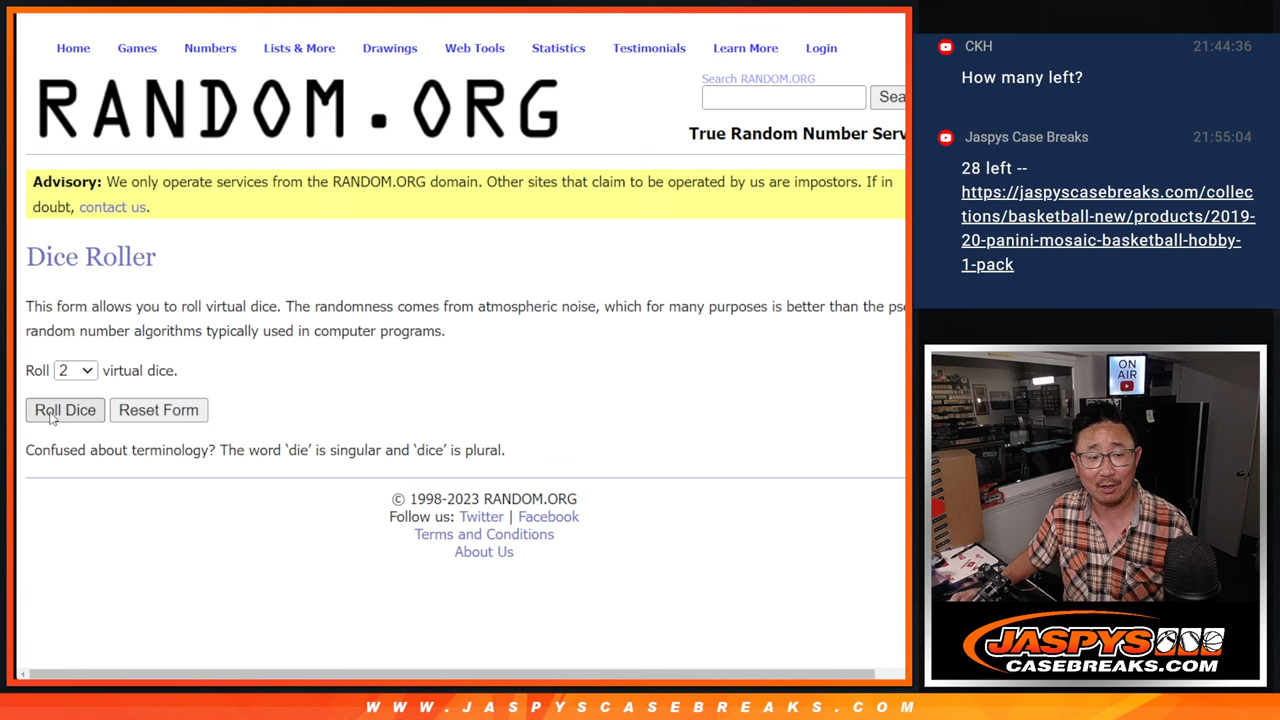 Home Games Numbers Lists & More Drawings Web Tools Statistics Testimonials Learn More Login
RANDOM.ORG
Search RANDOM.ORG
Sea
True Random Number Serv
Advisory: We only operate services from the RANDOM.ORG domain. Other sites that claim to be operated by us are impostors. If in
doubt, contact us.
Dice Roller
This form allows you to roll virtual dice. The randomness comes from atmospheric noise, which for many purposes is better than the pse
random number algorithms typically used in computer programs.
Roll 2 virtual dice.
Roll Dice Reset Form
Confused about terminology? The word ‘die’ is singular and ‘dice’ is plural.
© 1998-2023 RANDOM.ORG
Follow us: Twitter | Facebook
Terms and Conditions
About Us
CKH 21:44:36
How many left?
Jaspys Case Breaks 21:55:04
28 left --
https://jaspyscasebreaks.com/collec
tions/basketball-new/products/2019-
20-panini-mosaic-basketball-hobby-
1-pack
ON
AIR
JASPYS
CASEBREAKS.COM
WWW.JASPYSCASEBREAKS.COM